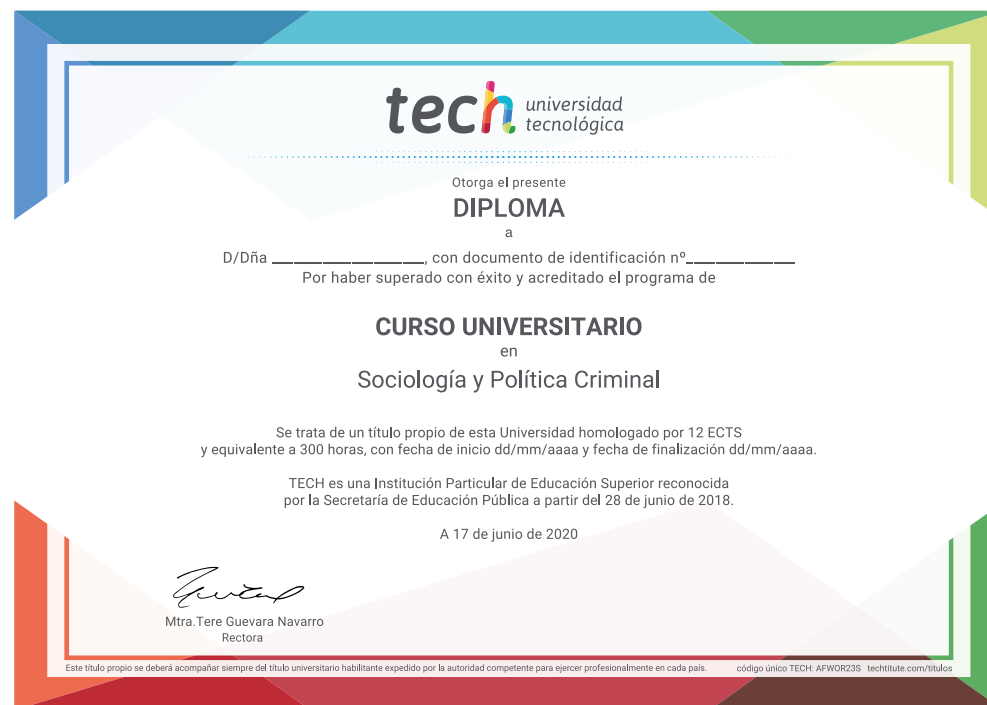 tech universidad
tecnológica
Otorga el presente
DIPLOMA
a
D/Dña ______________, con documento de identificación nº__________
Por haber superado con éxito y acreditado el programa de
CURSO UNIVERSITARIO
en
Sociología y Política Criminal
Se trata de un título propio de esta Universidad homologado por 12 ECTS
y equivalente a 300 horas, con fecha de inicio dd/mm/aaaa y fecha de finalización dd/mm/aaaa.
TECH es una Institución Particular de Educación Superior reconocida
por la Secretaría de Educación Pública a partir del 28 de junio de 2018.
A 17 de junio de 2020
Mtra.Tere Guevara Navarro
Rectora
Este título propio se deberá acompañar siempre del título universitario habilitante expedido por la autoridad competente para ejercer profesionalmente en cada país. código único TECH: AFWOR23S techtitute.com/titulos